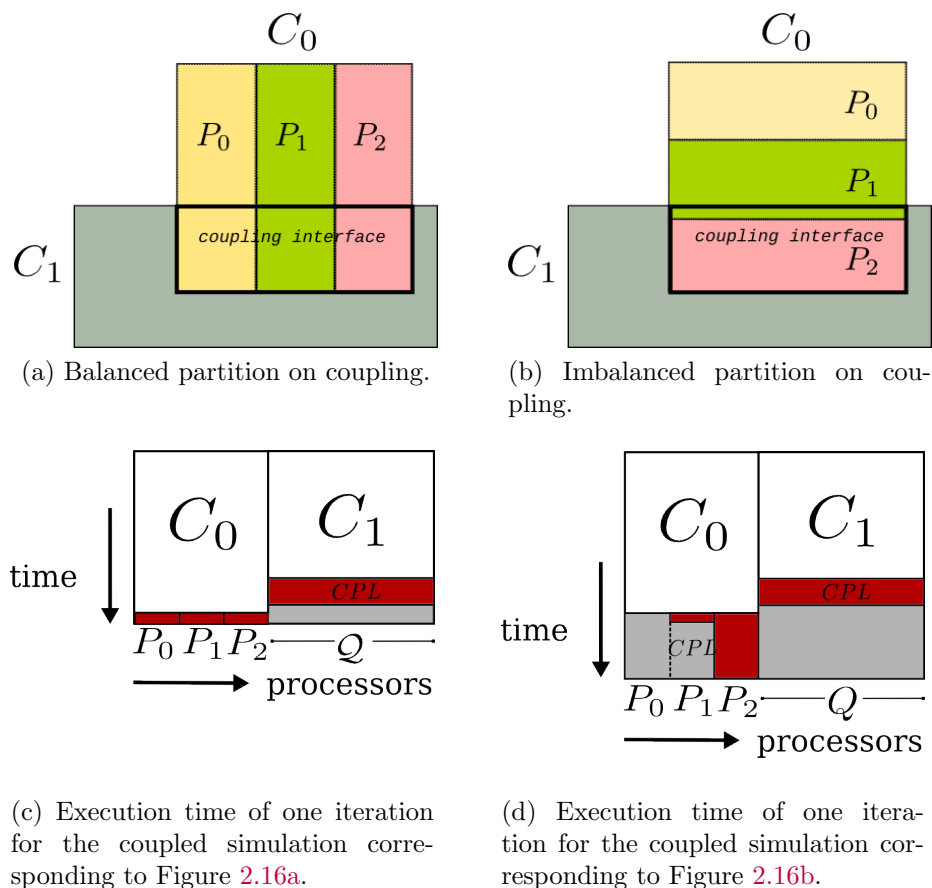 C₀
P₀ P₁ P₂
coupling interface
C₁
(a) Balanced partition on coupling.
C₀
P₀
P₁
coupling interface
P₂
C₁
(b) Imbalanced partition on cou-
pling.
C₀ C₁
time
CPL
P₀ P₁ P₂ Q
processors
(c) Execution time of one iteration
for the coupled simulation corre-
sponding to Figure 2.16a.
C₀ C₁
time
CPL
CPL
P₀ P₁ P₂ Q
processors
(d) Execution time of one itera-
tion for the coupled simulation cor-
responding to Figure 2.16b.